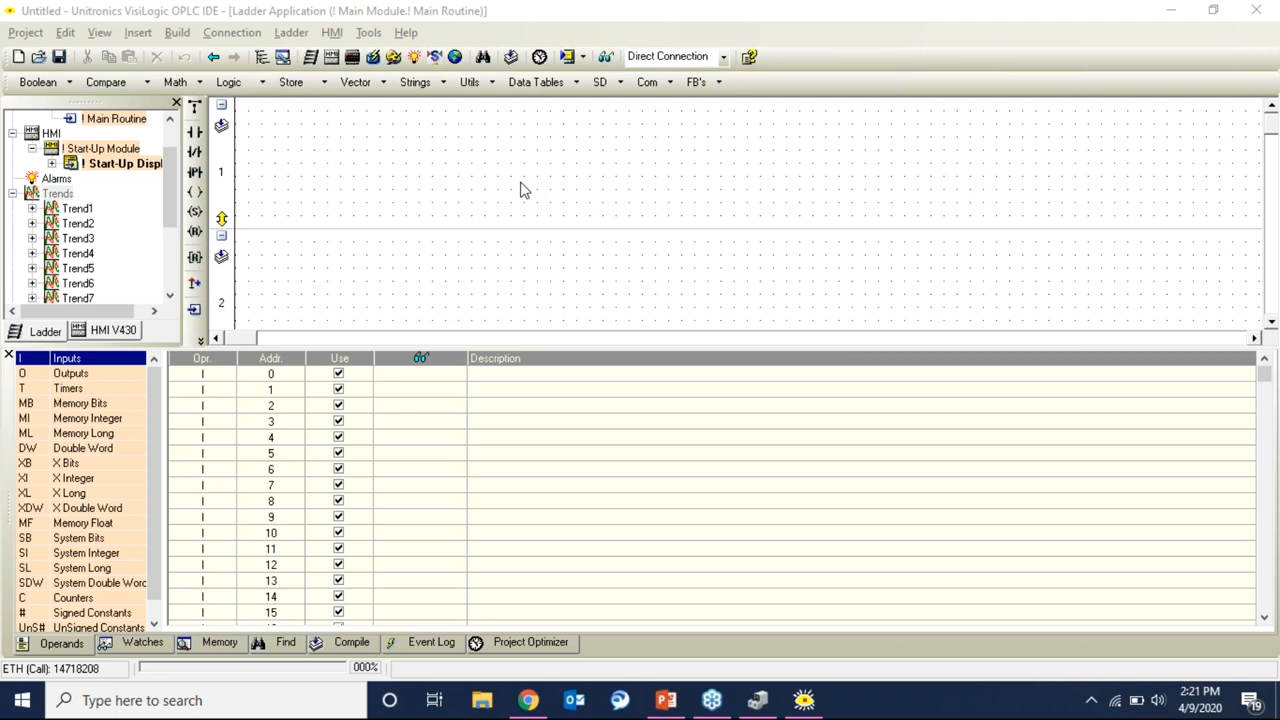 Untitled - Unitronics VisiLogic OPLC IDE - [Ladder Application (! Main Module.! Main Routine)]
Project Edit View Insert Build Connection Ladder HMI Tools Help
Direct Connection
Boolean Compare Math Logic Store Vector Strings Utils Data Tables SD Com FB's
! Main Routine
HMI
! Start-Up Module
! Start-Up Displ
Alarms
Trends
Trend1
Trend2
Trend3
Trend4
Trend5
Trend6
Trend7
Ladder HMI V430
1
2
I Inputs
O Outputs
T Timers
MB Memory Bits
MI Memory Integer
ML Memory Long
DW Double Word
XB X Bits
XI X Integer
XL X Long
XDW X Double Word
MF Memory Float
SB System Bits
SI System Integer
SL System Long
SDW System Double Word
C Counters
# Signed Constants
UnS# UnSigned Constants
Opr. Addr. Use Description
I 0
I 1
I 2
I 3
I 4
I 5
I 6
I 7
I 8
I 9
I 10
I 11
I 12
I 13
I 14
I 15
Operands Watches Memory Find Compile Event Log Project Optimizer
ETH (Call): 14718208 000%
Type here to search
2:21 PM
4/9/2020
19